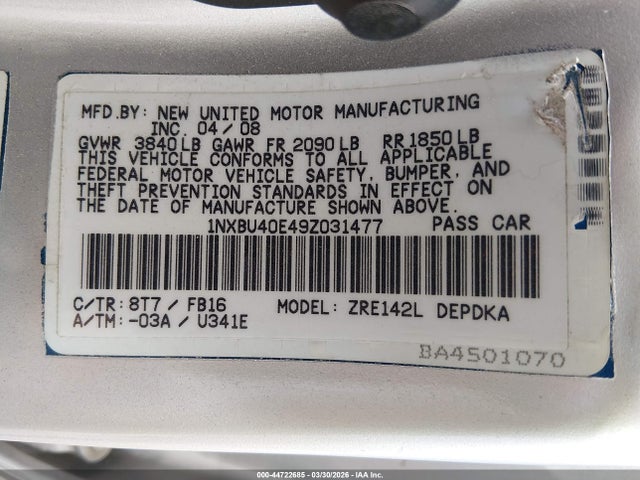 MFD.BY: NEW UNITED MOTOR MANUFACTURING
INC. 04/08
GVWR 3840LB GAWR FR 2090LB RR1850LB
THIS VEHICLE CONFORMS TO ALL APPLICABLE
FEDERAL MOTOR VEHICLE SAFETY, BUMPER, AND
THEFT PREVENTION STANDARDS IN EFFECT ON
THE DATE OF MANUFACTURE SHOWN ABOVE.
1NXBU40E49Z031477 PASS CAR
C/TR: 8T7 / FB16 MODEL: ZRE142L DEPDKA
A/TM: -03A / U341E
BA4501070
000-44722685 | 03/30/2026 | IAA Inc.